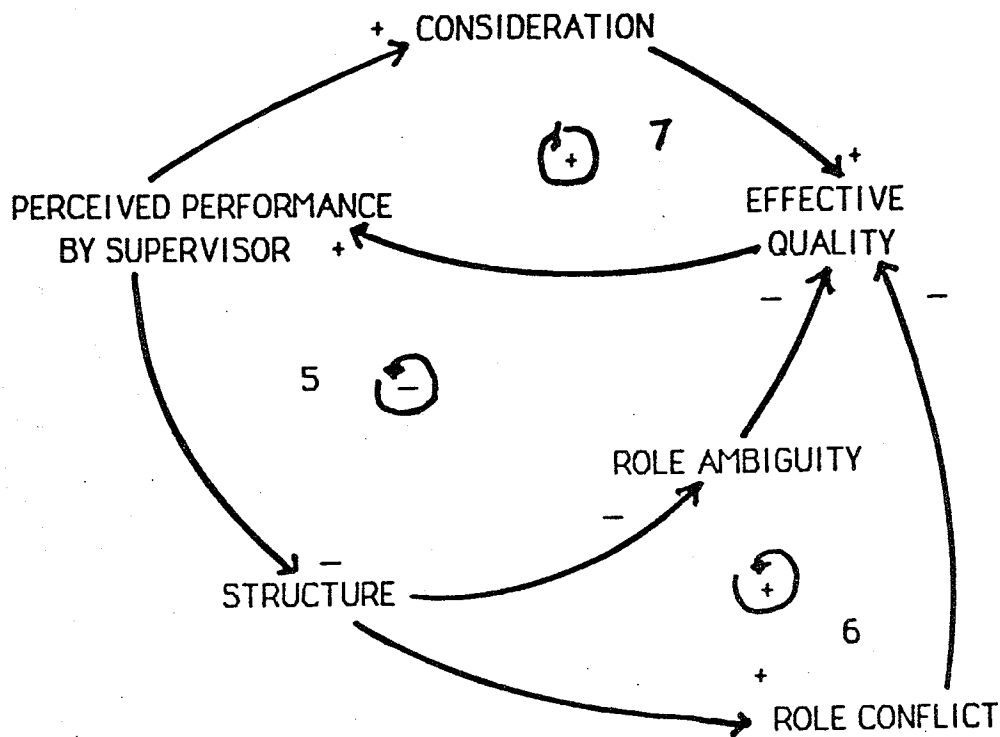 + CONSIDERATION
+ 7
+
PERCEIVED PERFORMANCE
BY SUPERVISOR +
EFFECTIVE
QUALITY
− −
5 −
ROLE AMBIGUITY
−
−
STRUCTURE
+
6
+
ROLE CONFLICT